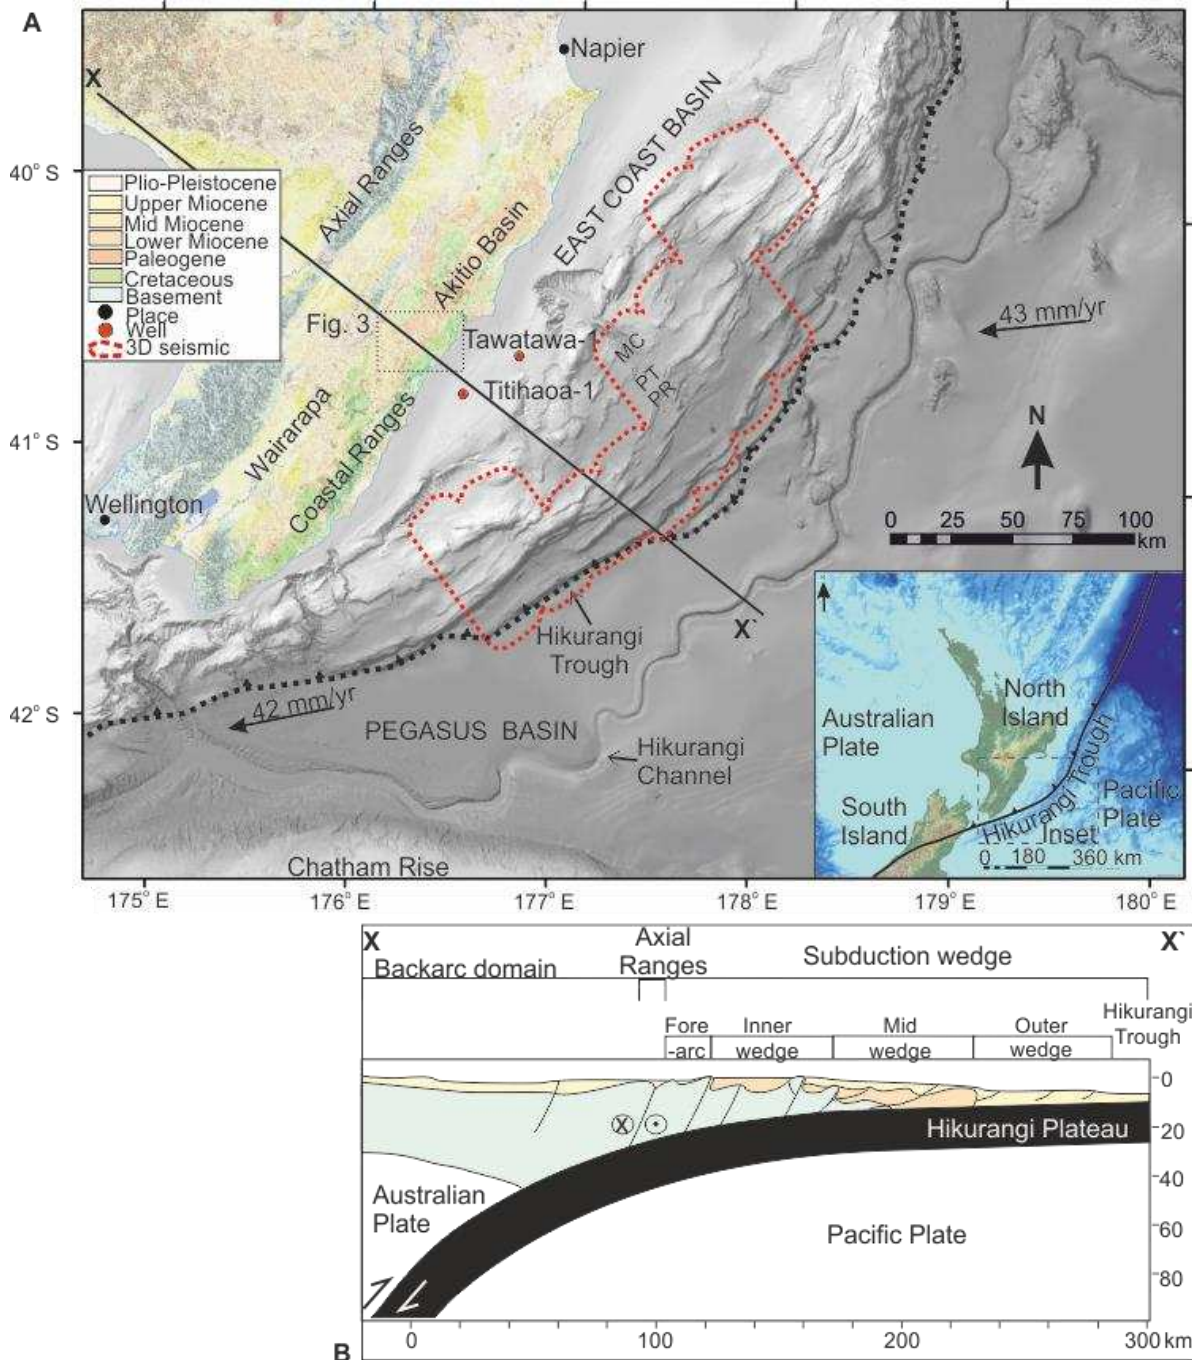 A
X
Napier
40° S
Plio-Pleistocene
Upper Miocene
Mid Miocene
Lower Miocene
Paleogene
Cretaceous
Basement
Place
Well
3D seismic
Axial Ranges
Akitio Basin
EAST COAST BASIN
43 mm/yr
Fig. 3
Tawatawa-
Titihaoa-1
MC
PT
PR
41° S
Wairarapa
Coastal Ranges
Wellington
N
0 25 50 75 100
km
X`
Hikurangi
Trough
42° S
42 mm/yr
PEGASUS BASIN
Hikurangi
Channel
Chatham Rise
North
Island
Australian
Plate
Hikurangi Trough
Pacific
Plate
South
Island
Inset
0 180 360 km
175° E 176° E 177° E 178° E 179° E 180° E
X
Axial
Ranges
X`
Backarc domain
Subduction wedge
Hikurangi
Trough
Fore
-arc
Inner
wedge
Mid
wedge
Outer
wedge
0
X
20
Hikurangi Plateau
40
Australian
Plate
60
Pacific Plate
80
0 100 200 300 km
B